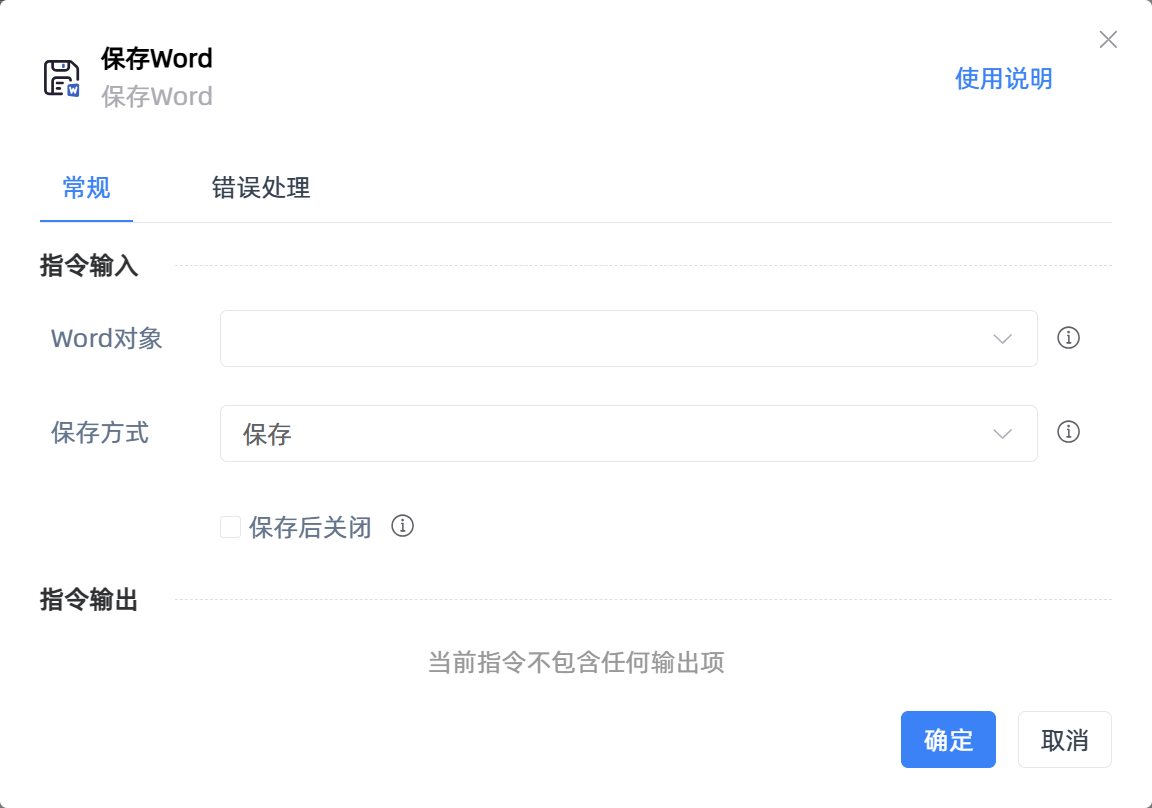 保存Word
保存Word
使用说明
常规
错误处理
指令输入
Word对象
保存方式
保存
保存后关闭
指令输出
当前指令不包含任何输出项
确定
取消